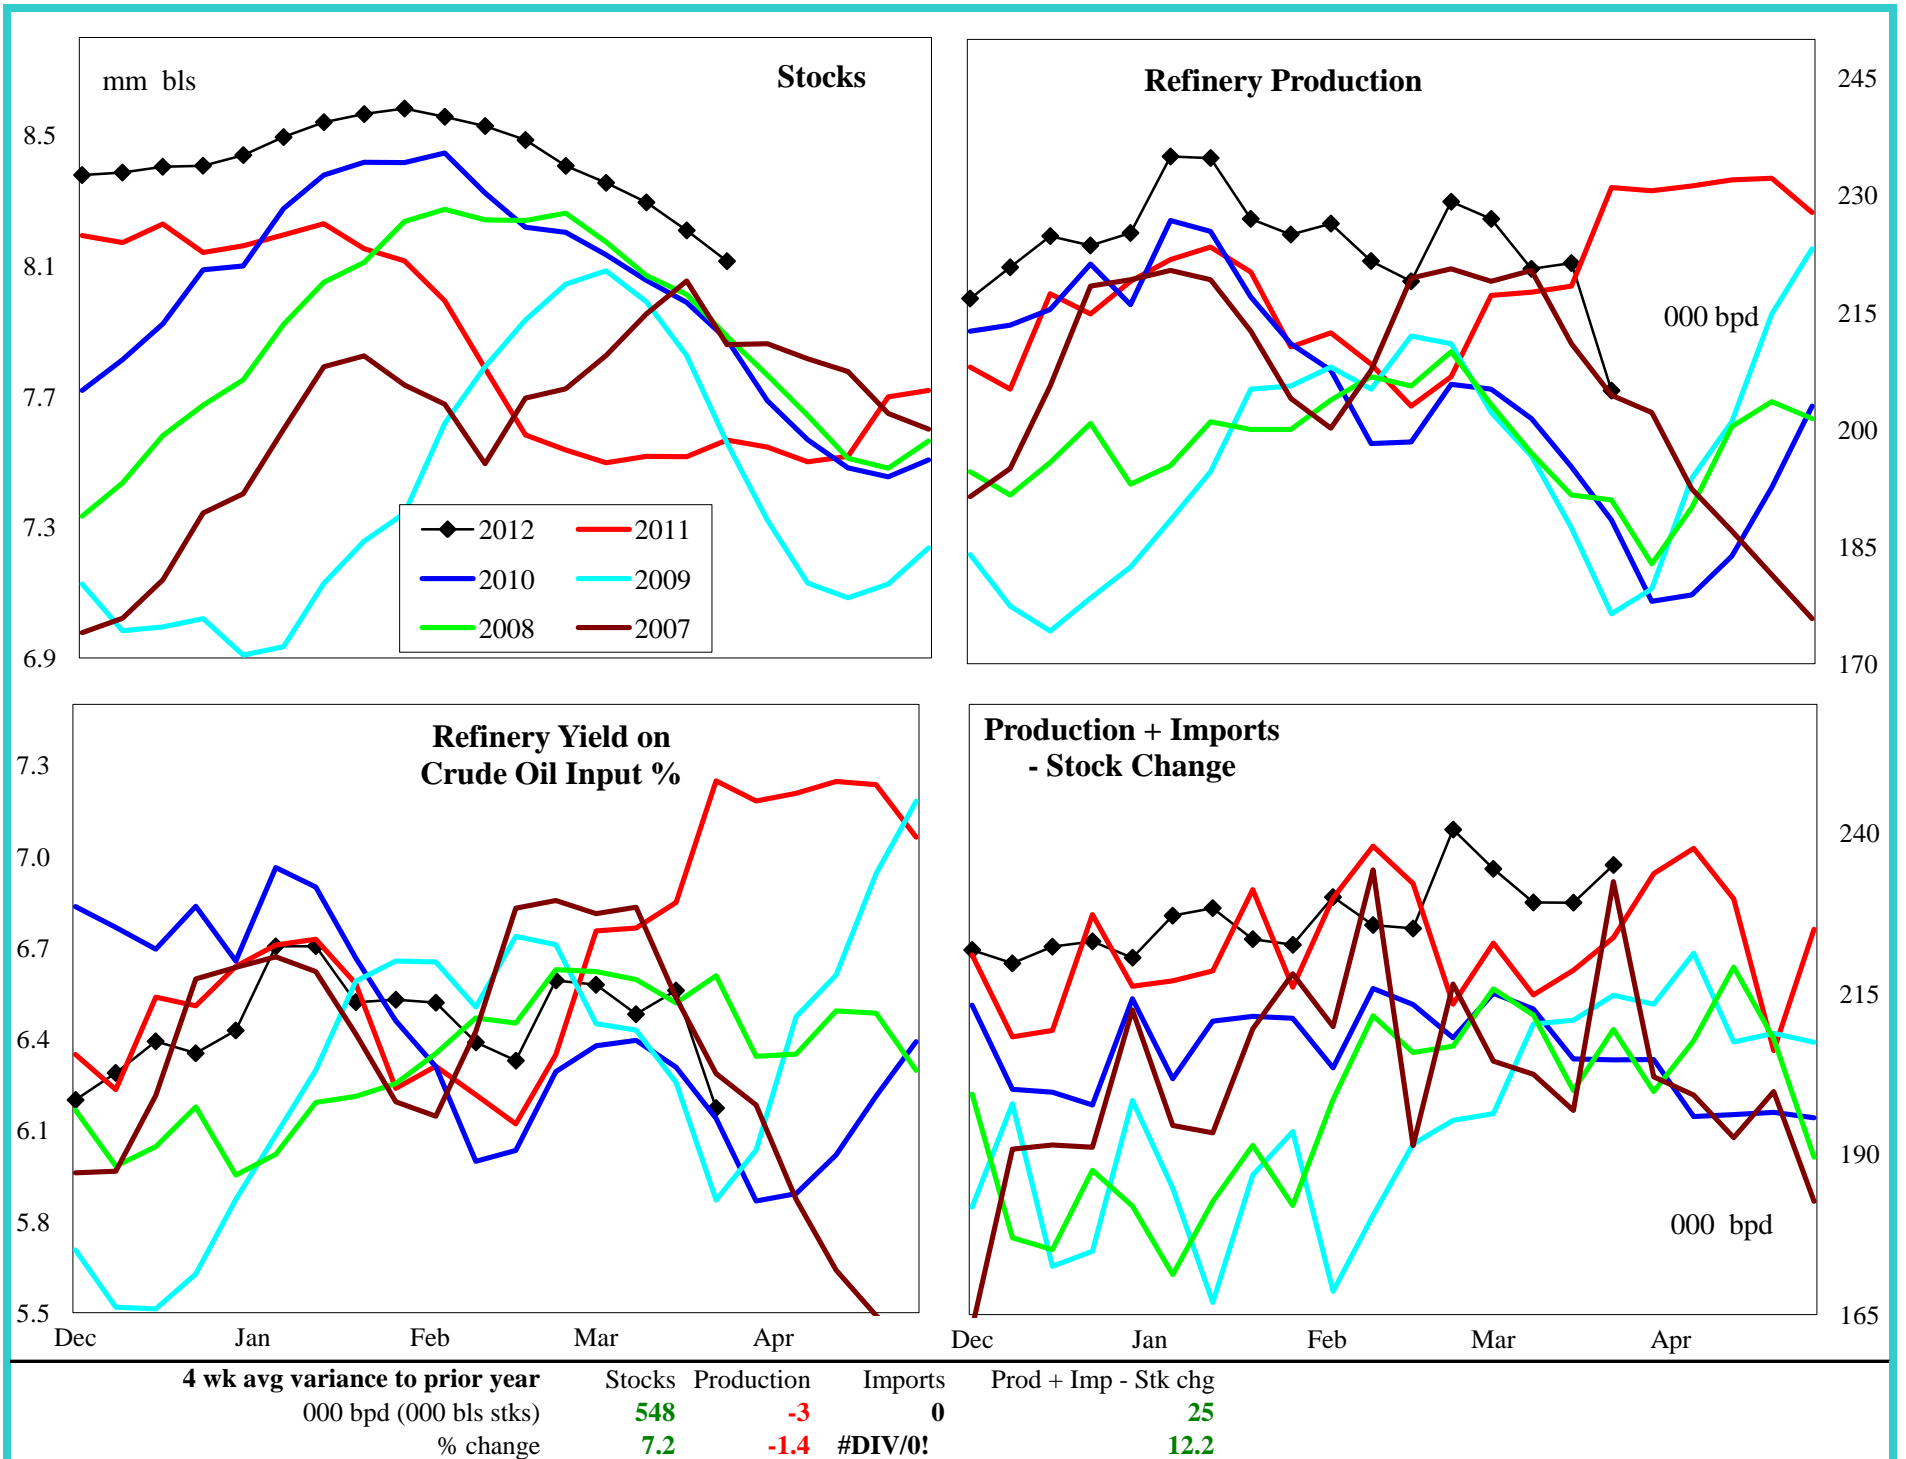 mm bls
Stocks
8.5
8.1
7.7
7.3
6.9
2012
2011
2010
2009
2008
2007
Refinery Production
245
230
215
200
185
170
000 bpd
Refinery Yield on
Crude Oil Input %
7.3
7.0
6.7
6.4
6.1
5.8
5.5
Dec Jan Feb Mar Apr
Production + Imports
- Stock Change
240
215
190
165
000 bpd
Dec Jan Feb Mar Apr
4 wk avg variance to prior year Stocks Production Imports Prod + Imp - Stk chg
000 bpd (000 bls stks) 548 -3 0 25
% change 7.2 -1.4 #DIV/0! 12.2